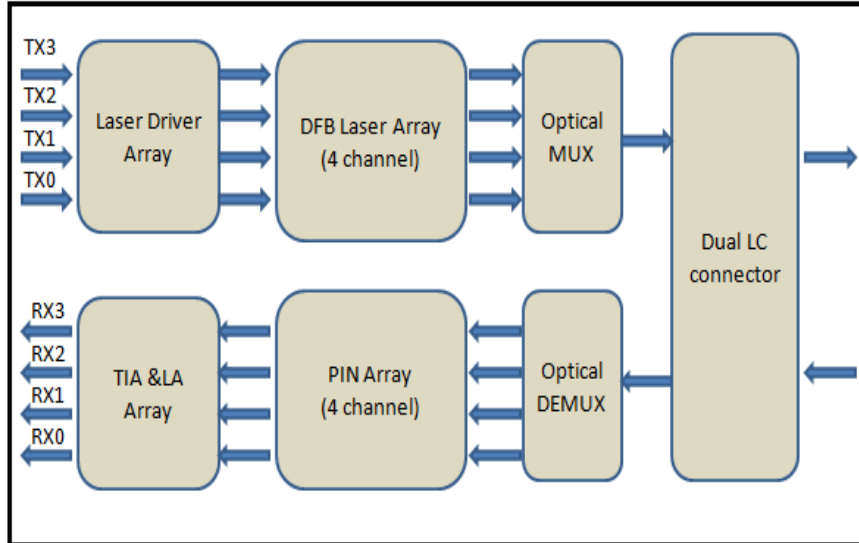 TX3
TX2
TX1
TX0
Laser Driver
Array
DFB Laser Array
(4 channel)
Optical
MUX
Dual LC
connector
RX3
RX2
RX1
RX0
TIA &LA
Array
PIN Array
(4 channel)
Optical
DEMUX